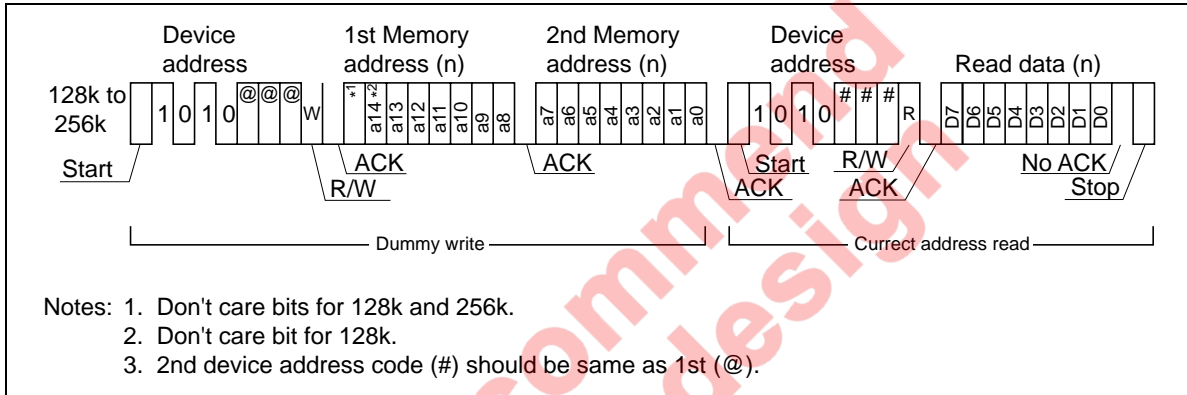 Device address
1st Memory address (n)
2nd Memory address (n)
Device address
Read data (n)
128k to 256k
1 0 1 0 @ @ @ W *1 a14 *2 a13 a12 a11 a10 a9 a8 a7 a6 a5 a4 a3 a2 a1 a0 1 0 1 0 # # # R D7 D6 D5 D4 D3 D2 D1 D0
Start
R/W
ACK
ACK
ACK
Start
R/W
ACK
No ACK
Stop
Dummy write
Currect address read
Notes: 1. Don't care bits for 128k and 256k.
2. Don't care bit for 128k.
3. 2nd device address code (#) should be same as 1st (@).
commend
design